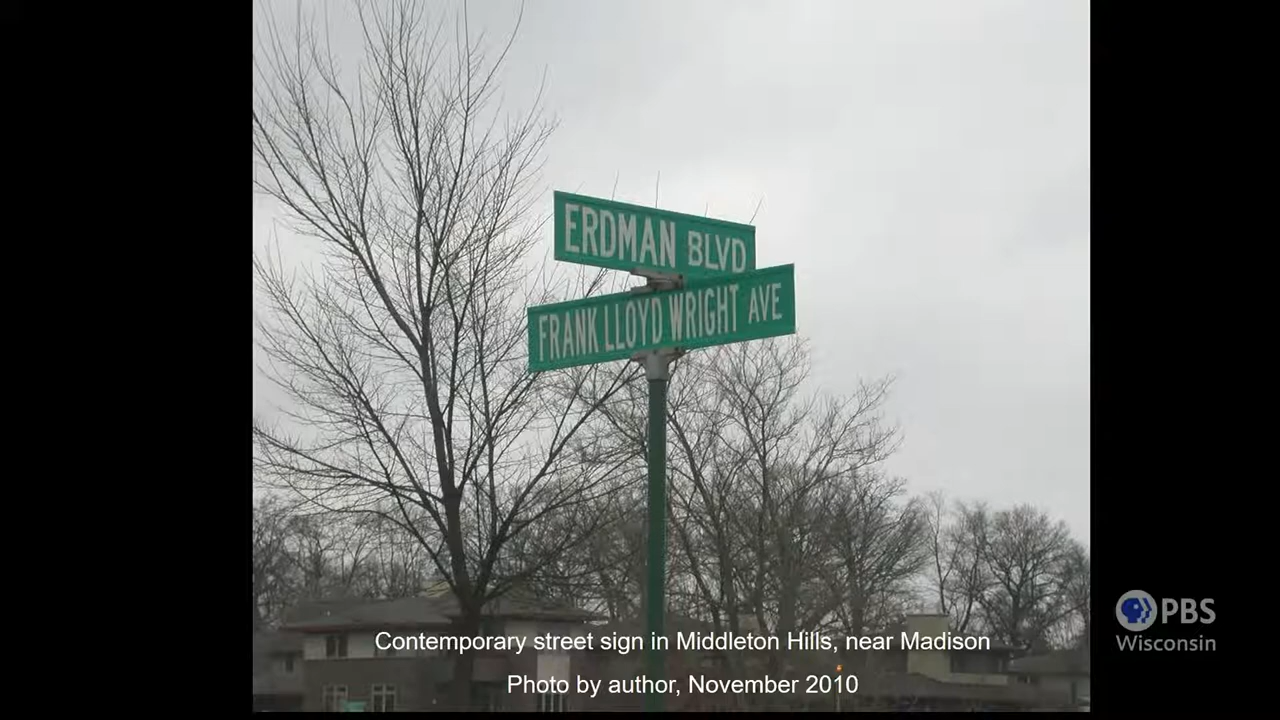 ERDMAN BLVD
FRANK LLOYD WRIGHT AVE
Contemporary street sign in Middleton Hills, near Madison
Photo by author, November 2010
PBS
Wisconsin